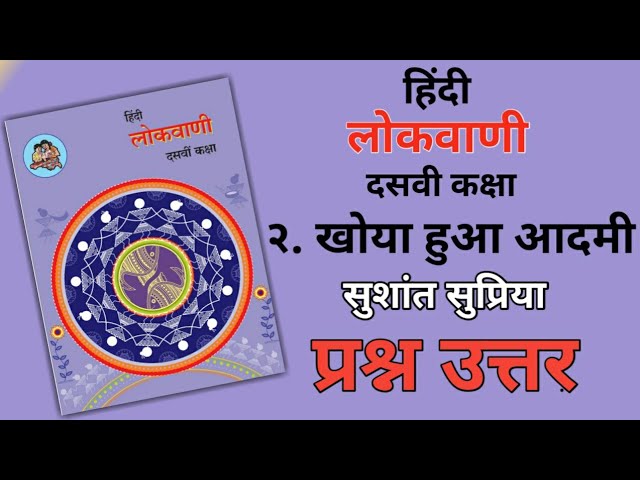 हिंदी
लोकवाणी
दसवीं कक्षा
हिंदी
लोकवाणी
दसवी कक्षा
२. खोया हुआ आदमी
सुशांत सुप्रिया
प्रश्न उत्तर